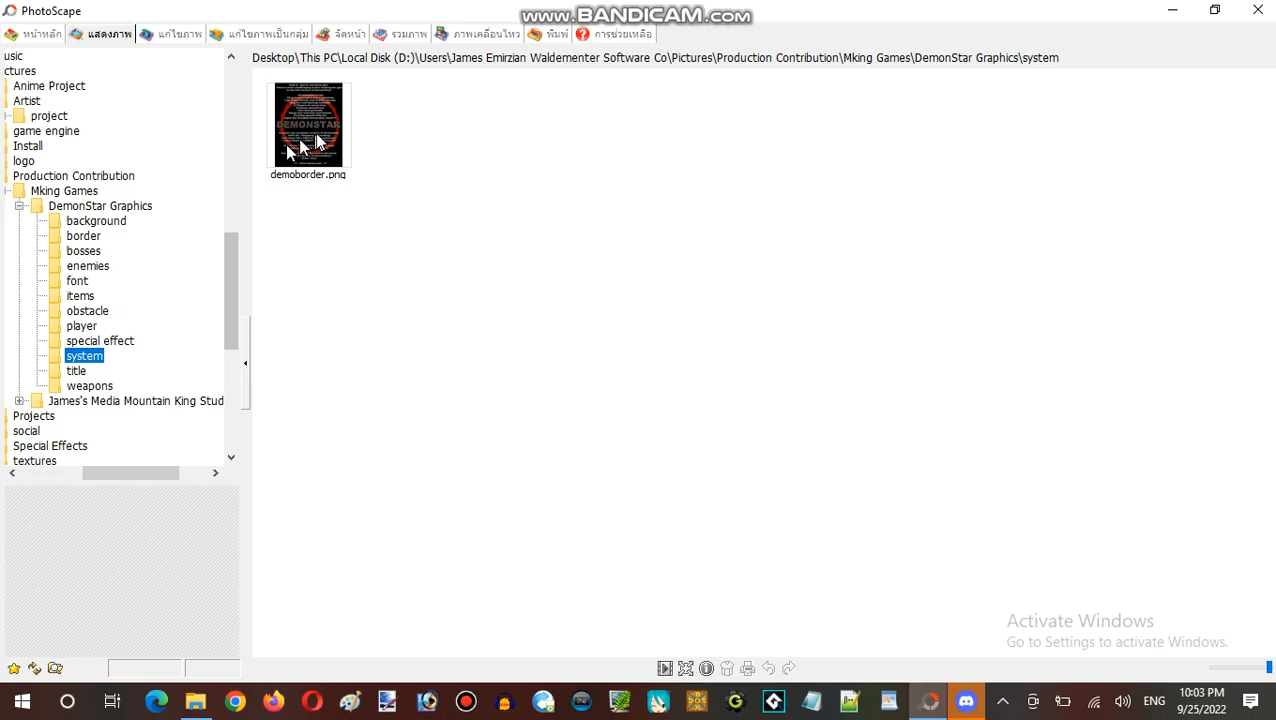 PhotoScape
www.BANDICAM.com
หน้าหลัก
แสดงภาพ
แก้ไขภาพ
แก้ไขภาพเป็นกลุ่ม
จัดหน้า
รวมภาพ
ภาพเคลื่อนไหว
พิมพ์
การช่วยเหลือ
Desktop\This PC\Local Disk (D:)\Users\James Emirzian Waldementer Software Co\Pictures\Production Contribution\Mking Games\DemonStar Graphics\system
usic
ctures
Anime Project
Artist
project
game engine
Install
logo
Production Contribution
Mking Games
DemonStar Graphics
background
border
bosses
enemies
font
items
obstacle
player
special effect
system
title
weapons
James's Media Mountain King Stud
Projects
social
Special Effects
textures
DEMONSTAR
demoborder.png
Activate Windows
Go to Settings to activate Windows.
ENG
10:03 PM
9/25/2022